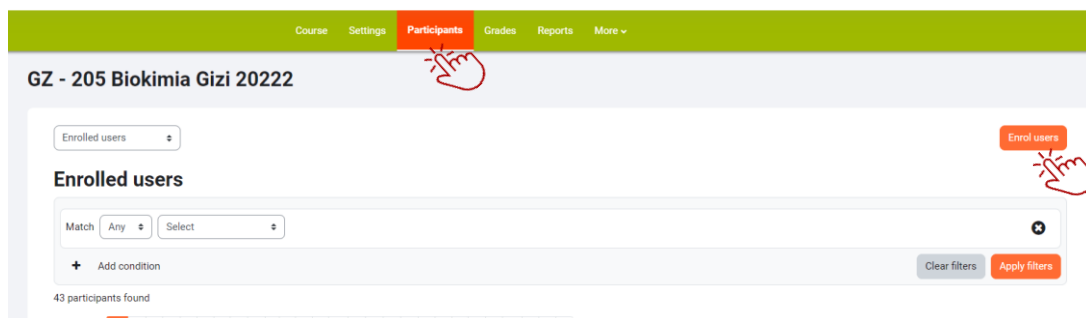 Course Settings Participants Grades Reports More
GZ - 205 Biokimia Gizi 20222
Enrolled users
Enrol users
Enrolled users
Match Any Select
+ Add condition
Clear filters Apply filters
43 participants found